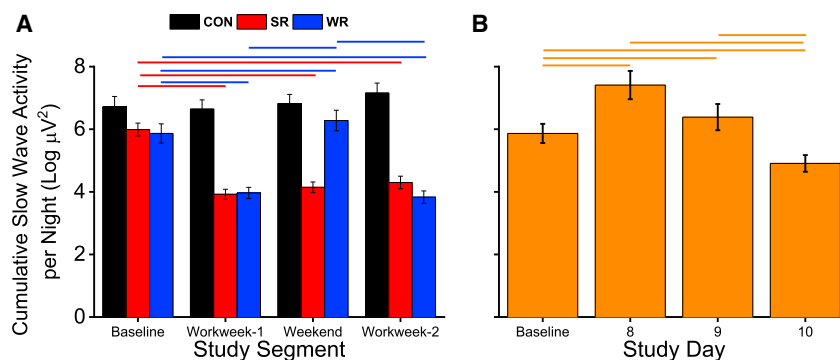 A
CON SR WR
Cumulative Slow Wave Activity
per Night (Log μV²)
8
6
4
2
0
Baseline Workweek-1 Weekend Workweek-2
Study Segment
B
Baseline 8 9 10
Study Day